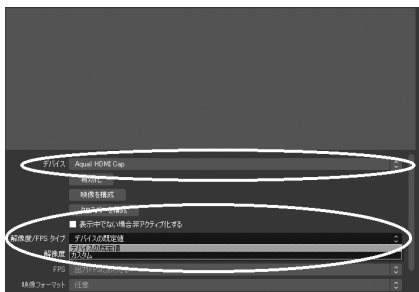 デバイス Aqual HDMI Cap
映像を構成
表示中でない場合非アクティブ化する
解像度/FPS タイプ デバイスの既定値
デバイスの既定値
解像度 カスタム
FPS
映像フォーマット 任意